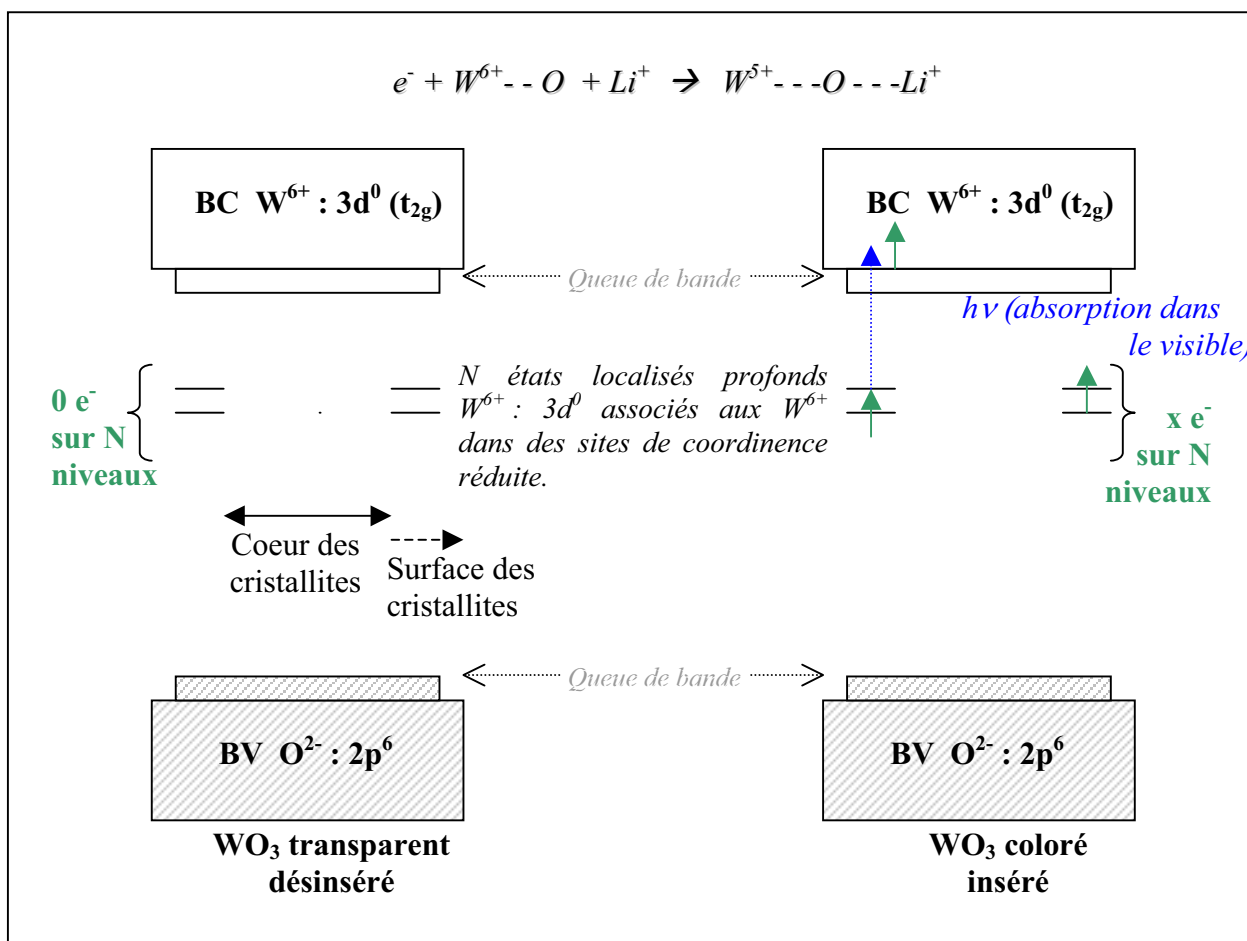 e⁻ + W⁶⁺- - O + Li⁺ → W⁵⁺- - -O - - -Li⁺
BC W⁶⁺ : 3d⁰ (t₂g)
BC W⁶⁺ : 3d⁰ (t₂g)
Queue de bande
hν (absorption dans
le visible)
0 e⁻
sur N
niveaux
N états localisés profonds
W⁶⁺ : 3d⁰ associés aux W⁶⁺
dans des sites de coordinence
réduite.
x e⁻
sur N
niveaux
Coeur des
cristallites
Surface des
cristallites
Queue de bande
BV O²⁻ : 2p⁶
BV O²⁻ : 2p⁶
WO₃ transparent
désinséré
WO₃ coloré
inséré